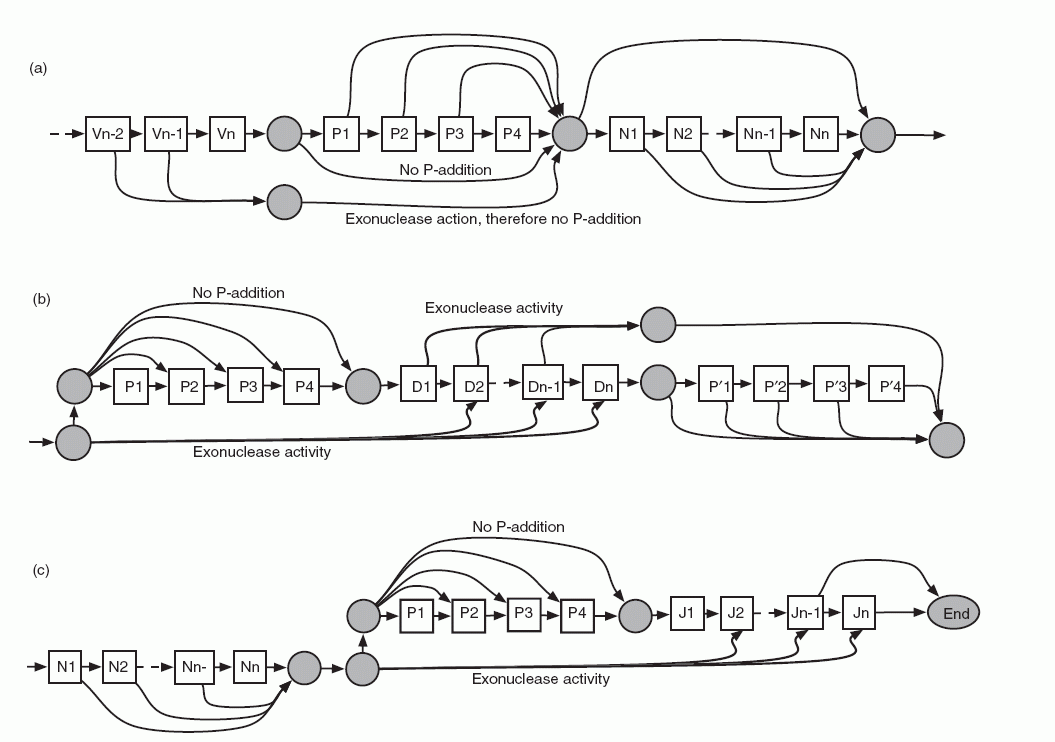 (a)
Vn-2 Vn-1 Vn P1 P2 P3 P4 N1 N2 Nn-1 Nn
No P-addition
Exonuclease action, therefore no P-addition
(b)
No P-addition
Exonuclease activity
P1 P2 P3 P4 D1 D2 Dn-1 Dn P'1 P'2 P'3 P'4
Exonuclease activity
(c)
No P-addition
P1 P2 P3 P4 J1 J2 Jn-1 Jn End
N1 N2 Nn- Nn
Exonuclease activity